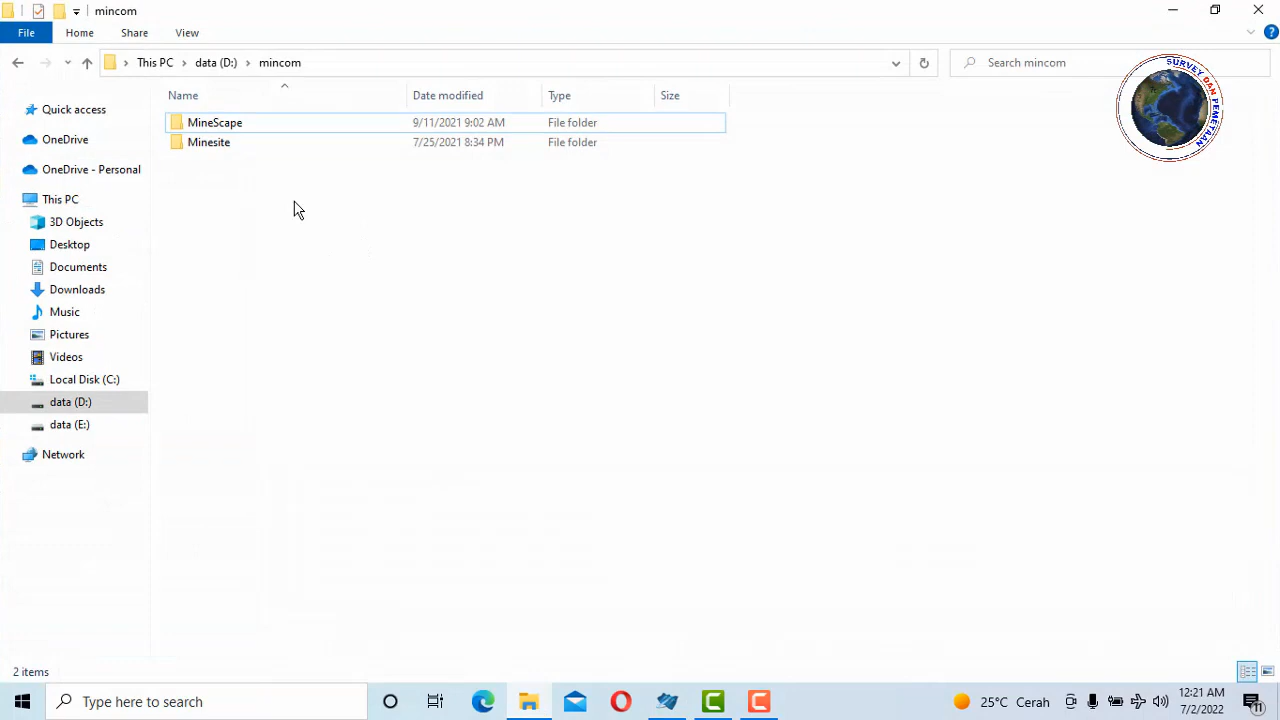 mincom
File Home Share View
This PC data (D:) mincom
Search mincom
SURVEY DAN PEMETAAN
Name Date modified Type Size
MineScape 9/11/2021 9:02 AM File folder
Minesite 7/25/2021 8:34 PM File folder
Quick access
OneDrive
OneDrive - Personal
This PC
3D Objects
Desktop
Documents
Downloads
Music
Pictures
Videos
Local Disk (C:)
data (D:)
data (E:)
Network
2 items
Type here to search
25°C Cerah
12:21 AM
7/2/2022
11